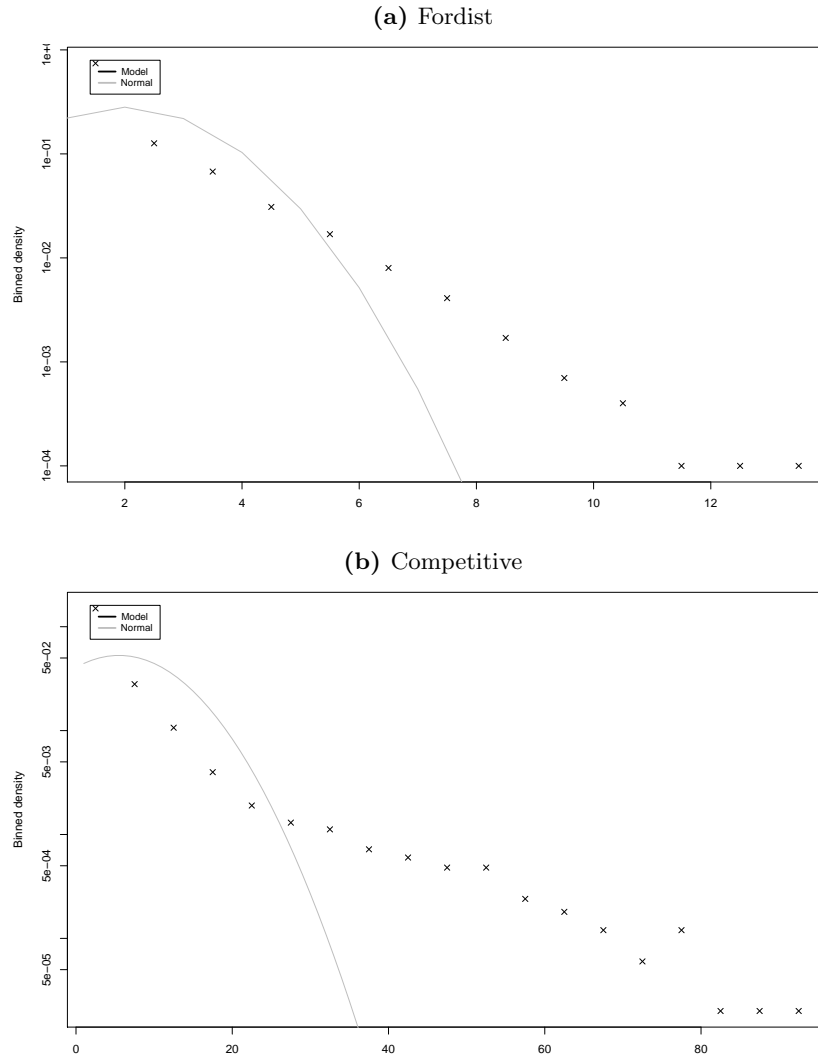 (a) Fordist
1e+4
Model
Normal
1e−01
1e−02
1e−03
1e−04
Binned density
2 4 6 8 10 12
(b) Competitive
Model
Normal
5e−02
5e−03
5e−04
5e−05
Binned density
0 20 40 60 80